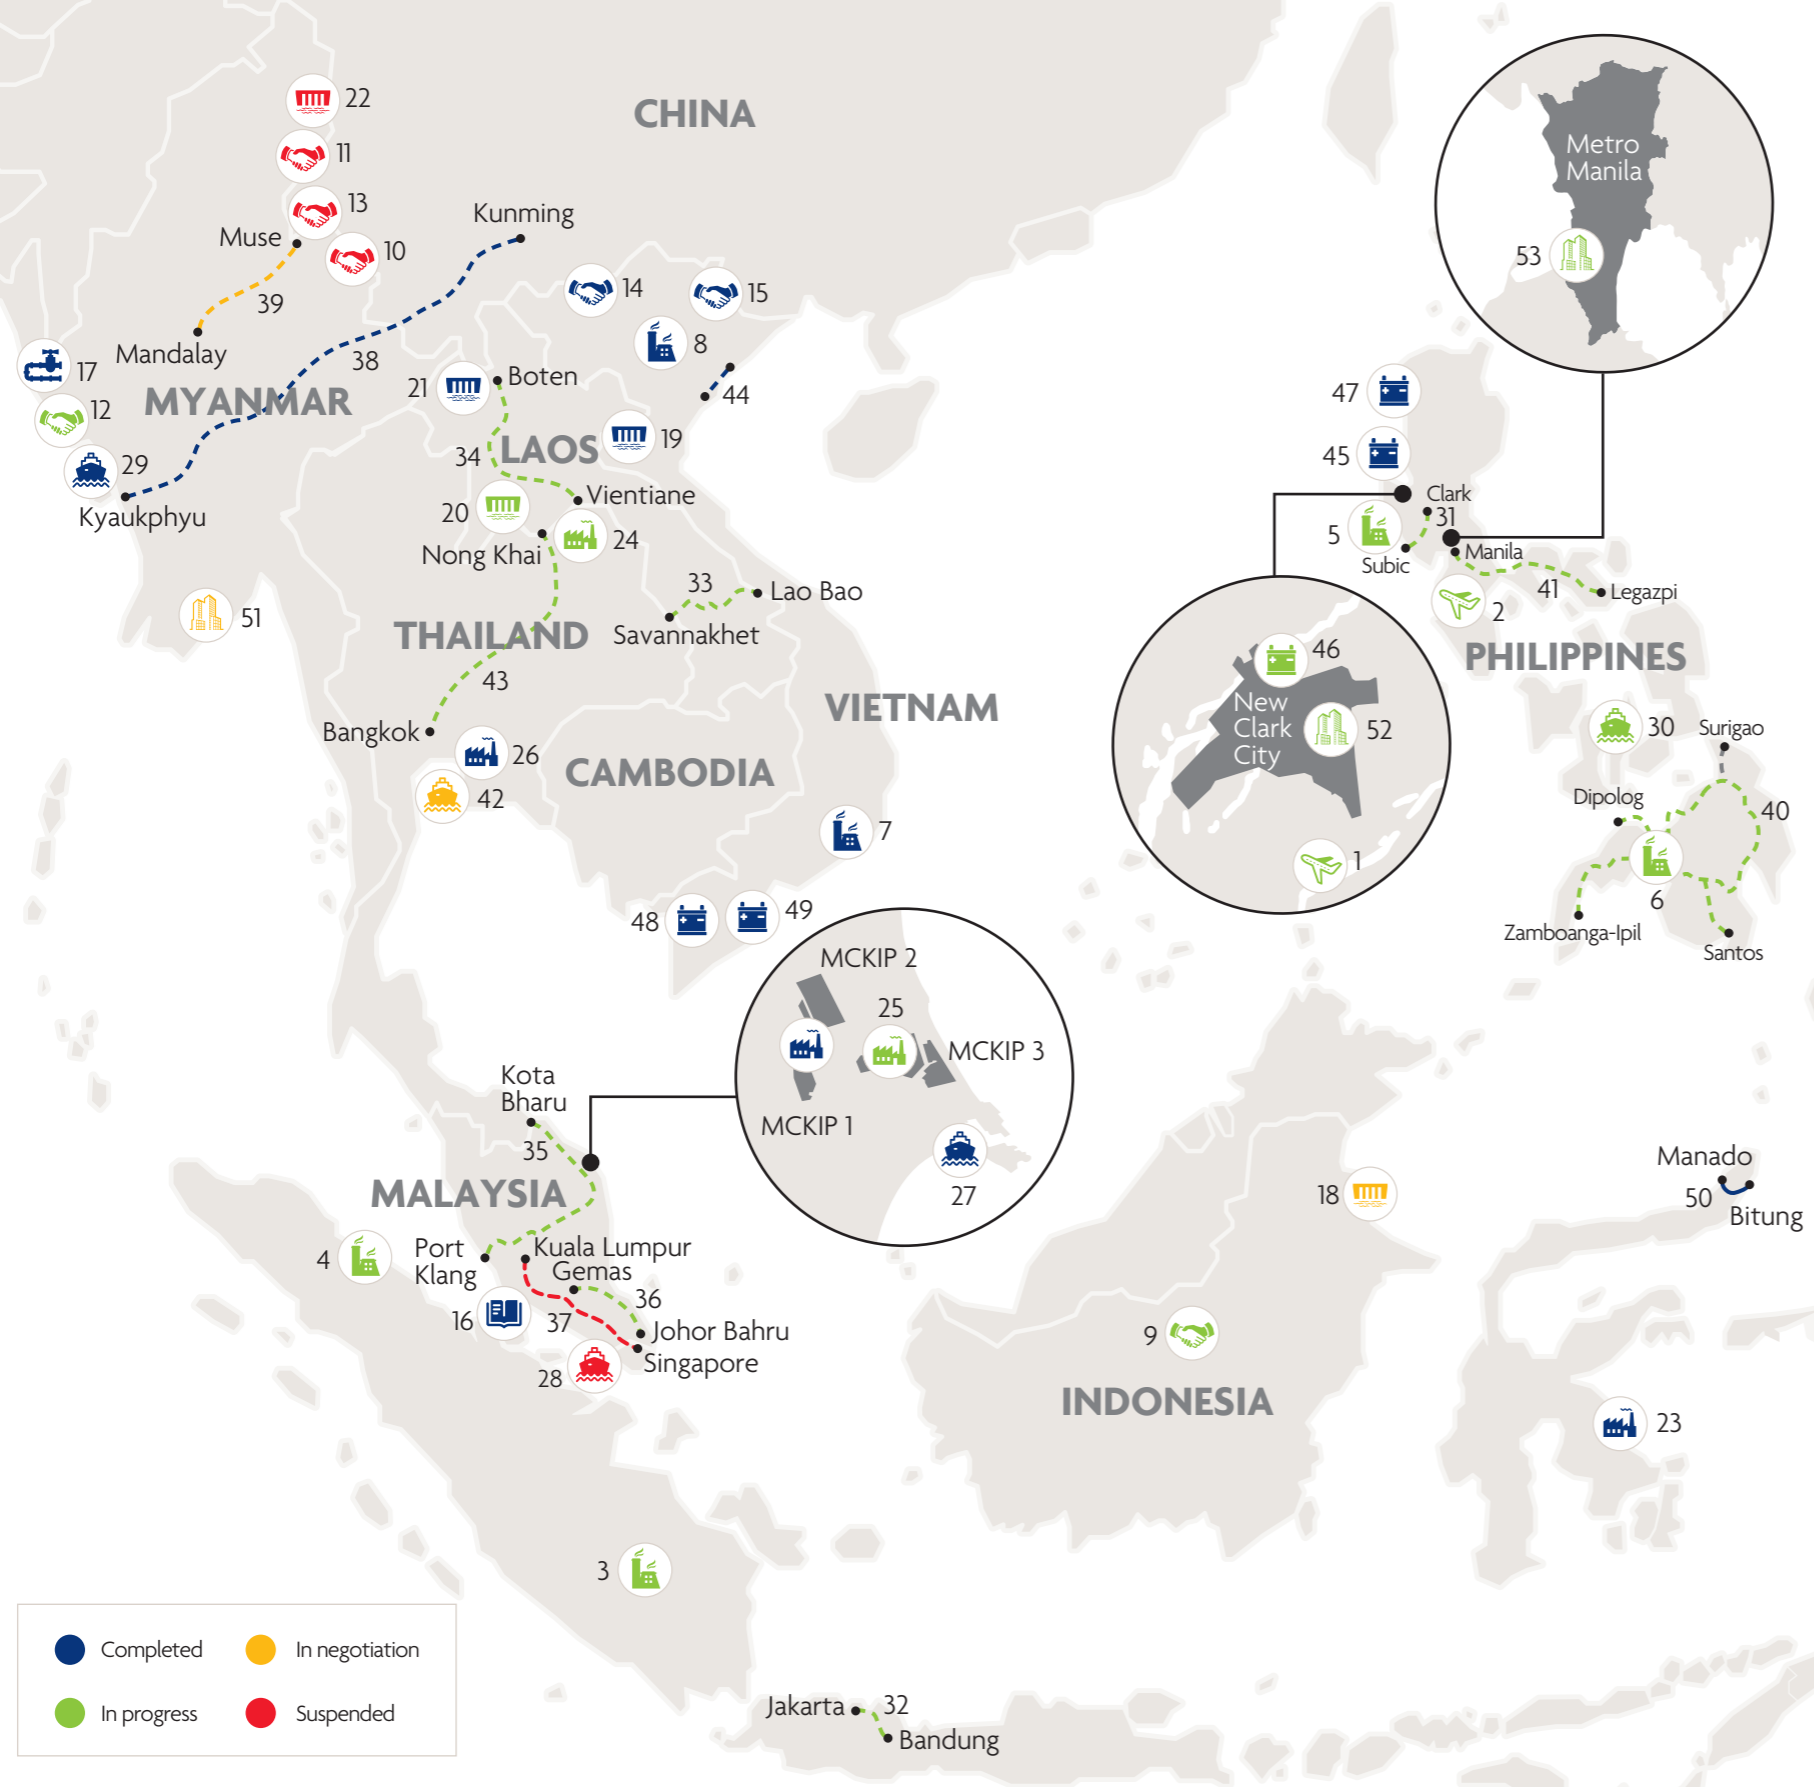 CHINA
22
11
13
10
Muse
39
Mandalay
Kunming
38
17
12
29
MYANMAR
Kyaukphyu
51
14
15
8
44
21
Boten
34
LAOS
19
Vientiane
20
24
Nong Khai
33
Lao Bao
Savannakhet
THAILAND
43
Bangkok
26
42
VIETNAM
CAMBODIA
7
48
49
Metro
Manila
53
47
45
Clark
31
5
Subic
Manila
41
Legazpi
2
PHILIPPINES
46
New
Clark
City
52
1
30
Surigao
Dipolog
40
6
Zamboanga-Ipil
Santos
MCKIP 2
25
MCKIP 3
MCKIP 1
27
Kota
Bharu
35
MALAYSIA
4
Port
Klang
Kuala Lumpur
Gemas
36
16
37
Johor Bahru
28
Singapore
18
Manado
50
Bitung
9
INDONESIA
23
3
Jakarta
32
Bandung
Completed
In negotiation
In progress
Suspended